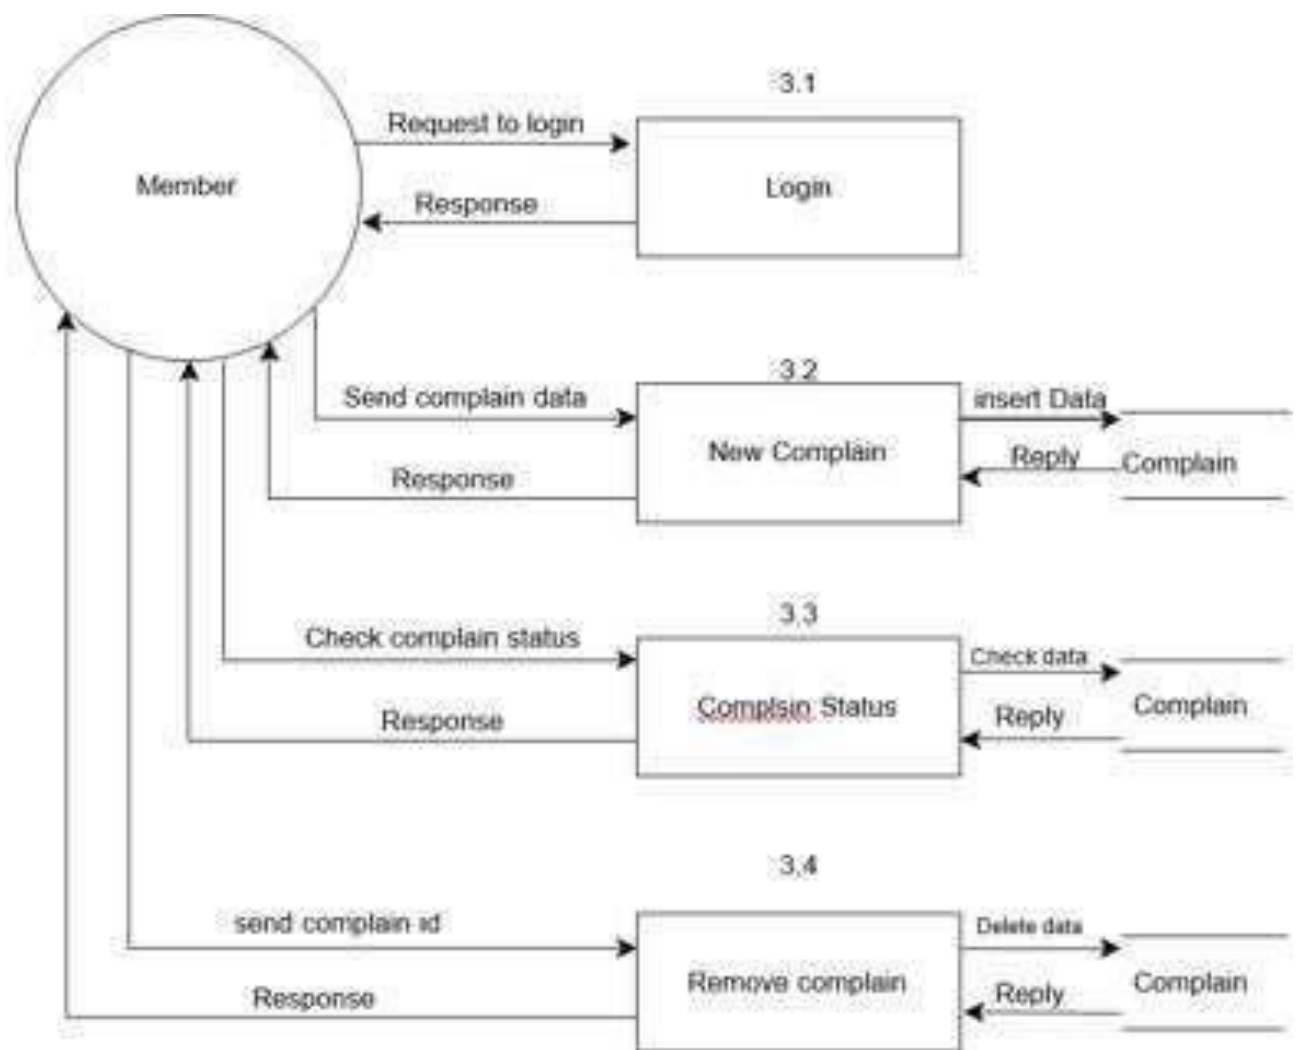 3.1
Request to login
Member
Login
Response
3.2
Send complain data
insert Data
New Complain
Reply
Complain
Response
3.3
Check complain status
Check data
Complsin Status
Complain
Response
Reply
3.4
send complain id
Delete data
Remove complain
Complain
Response
Reply